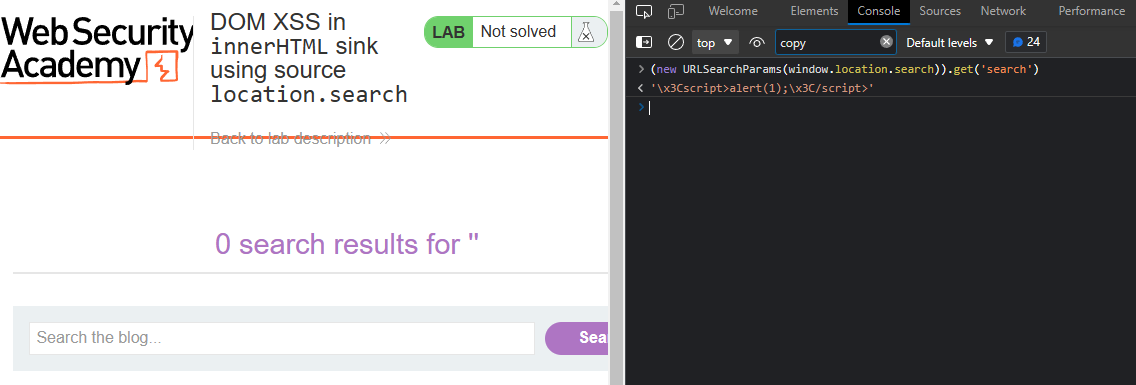 Web Security
Academy
DOM XSS in
innerHTML sink
using source
location.search
LAB Not solved
Back to lab description
0 search results for ''
Search the blog...
Sea
Welcome Elements Console Sources Network Performance
top copy Default levels 24
(new URLSearchParams(window.location.search)).get('search')
'\x3Cscript>alert(1);\x3C/script>'